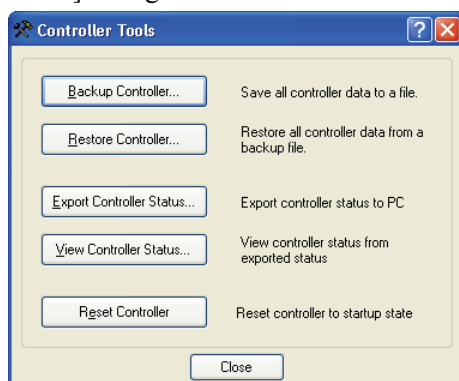 Controller Tools
Backup Controller...
Save all controller data to a file.
Restore Controller...
Restore all controller data from a
backup file.
Export Controller Status...
Export controller status to PC
View Controller Status...
View controller status from
exported status
Reset Controller
Reset controller to startup state
Close